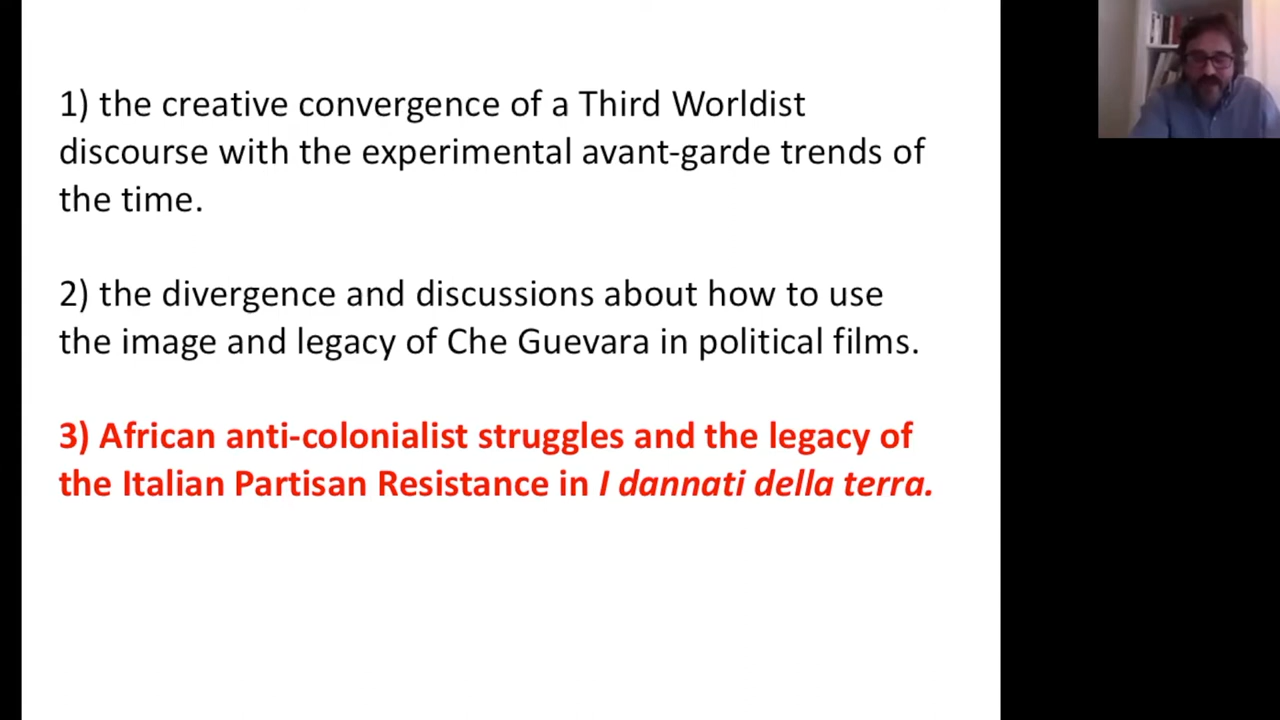 1) the creative convergence of a Third Worldist
discourse with the experimental avant-garde trends of
the time.
2) the divergence and discussions about how to use
the image and legacy of Che Guevara in political films.
3) African anti-colonialist struggles and the legacy of
the Italian Partisan Resistance in I dannati della terra.